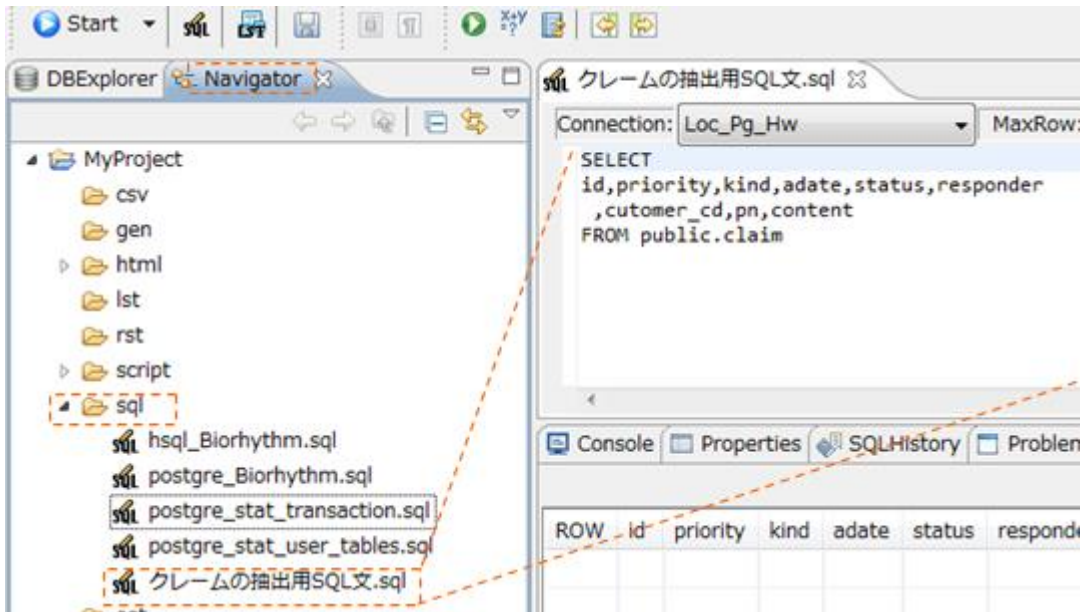 Start
DBExplorer Navigator
MyProject
csv
gen
html
lst
rst
script
sql
hsql_Biorhythm.sql
postgre_Biorhythm.sql
postgre_stat_transaction.sql
postgre_stat_user_tables.sql
クレームの抽出用SQL文.sql
クレームの抽出用SQL文.sql
Connection: Loc_Pg_Hw MaxRow:
SELECT
id,priority,kind,adate,status,responder
,cutomer_cd,pn,content
FROM public.claim
Console Properties SQLHistory Problem
ROW id priority kind adate status responde